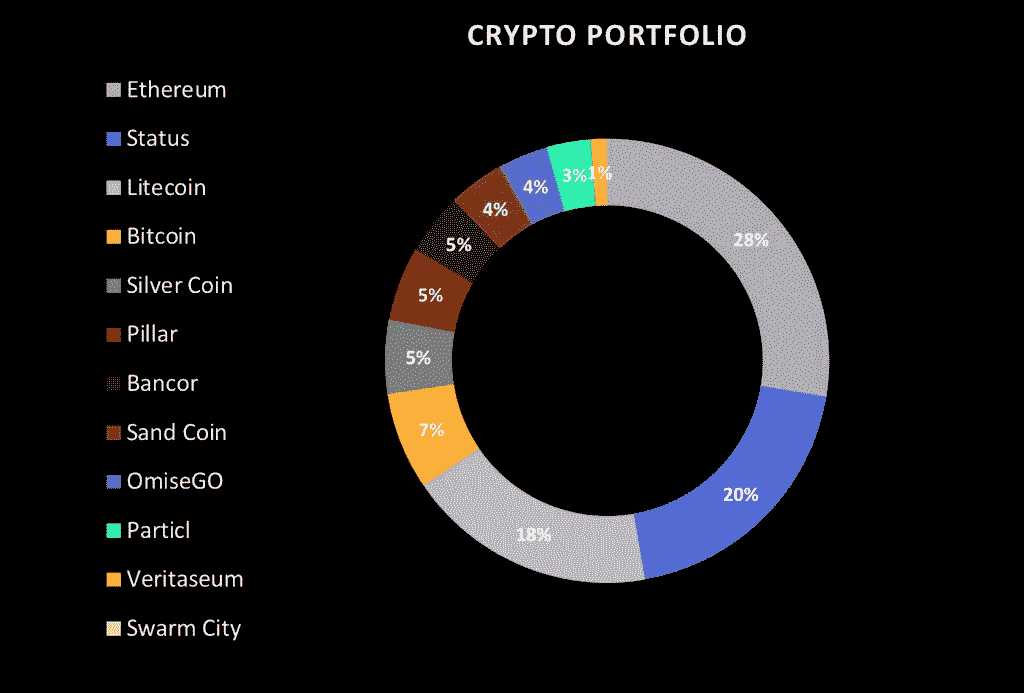 CRYPTO PORTFOLIO
Ethereum
Status
Litecoin
Bitcoin
Silver Coin
Pillar
Bancor
Sand Coin
OmiseGO
Particl
Veritaseum
Swarm City
28%
20%
18%
7%
5%
5%
5%
4%
4%
3%
1%